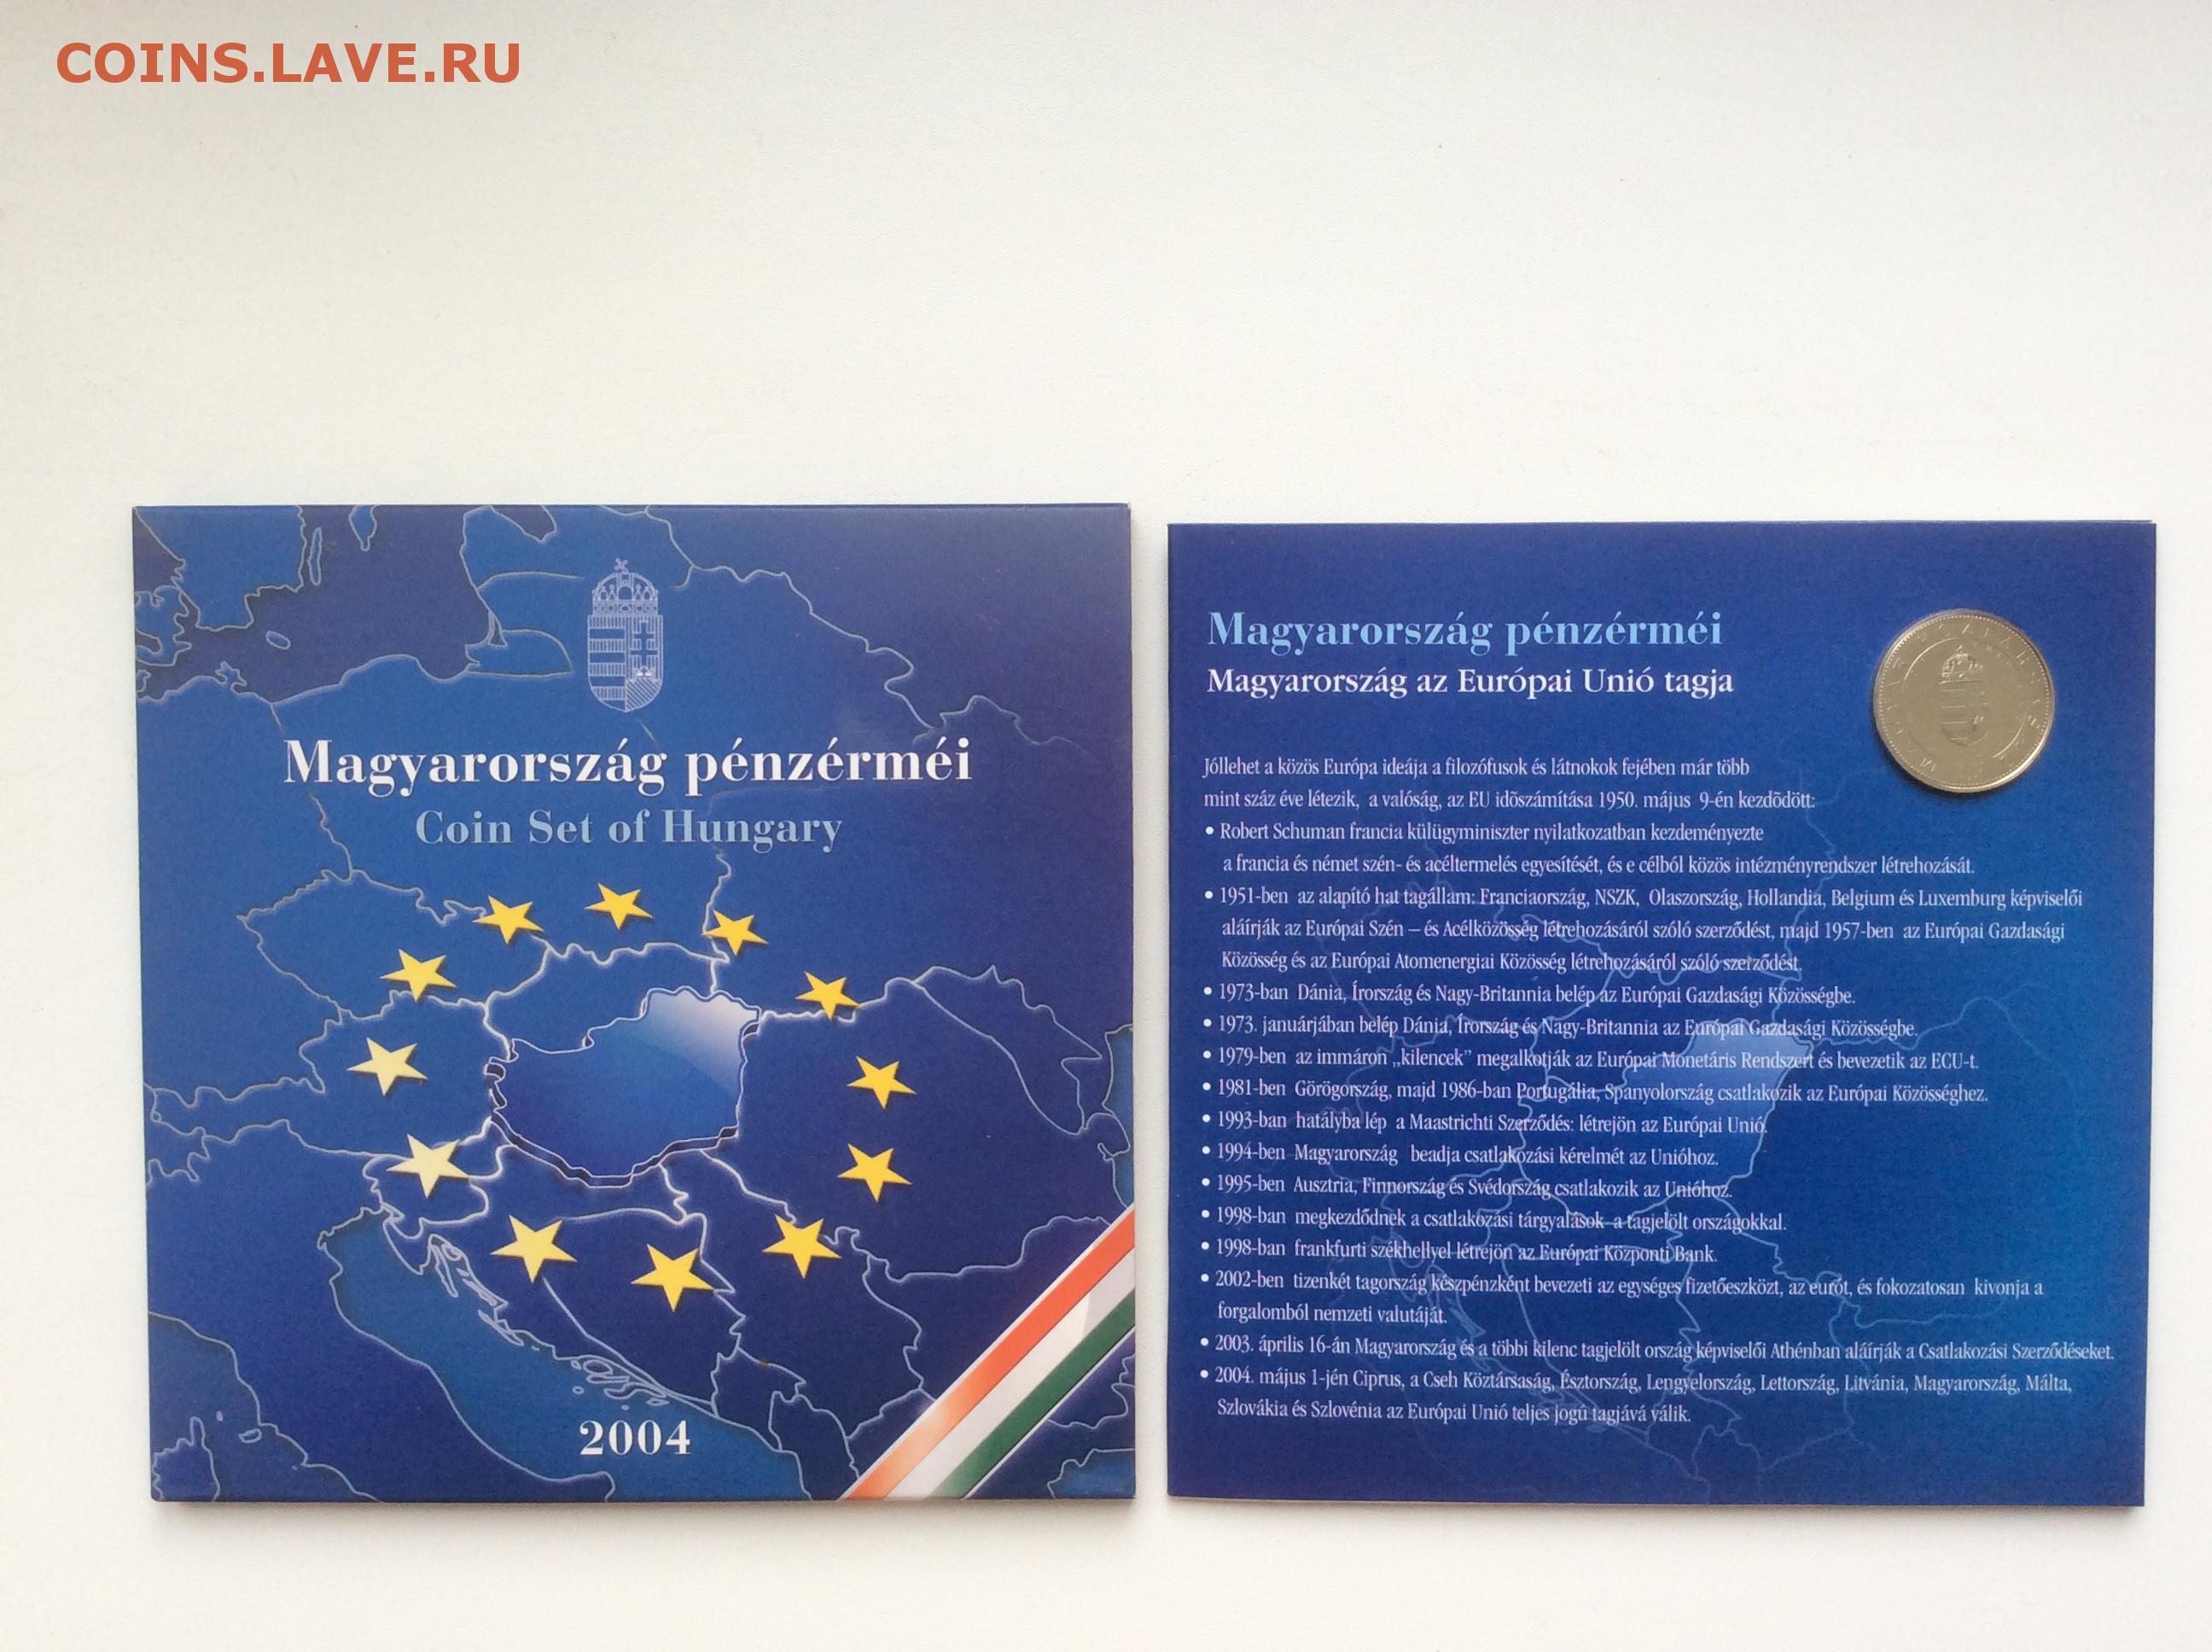 COINS.LAVE.RU
Magyarország pénzérméi
Coin Set of Hungary
2004
Magyarország pénzérméi
Magyarország az Európai Unió tagja
Jóllehet a közös Európa ideája a filozófusok és látnokok fejében már több
mint száz éve létezik, a valóság, az EU idõszámítása 1950. május 9-én kezdõdött:
• Robert Schuman francia külügyminiszter nyilatkozatban kezdeményezte
a francia és német szén- és acéltermelés egyesítését, és e célból közös intézményrendszer létrehozását.
• 1951-ben az alapító hat tagállam: Franciaország, NSZK, Olaszország, Hollandia, Belgium és Luxemburg képviselői
aláírják az Európai Szén – és Acélközösség létrehozásáról szóló szerződést, majd 1957-ben az Európai Gazdasági
Közösség és az Európai Atomenergiai Közösség létrehozásáról szóló szerződést.
• 1973-ban Dánia, Írország és Nagy-Britannia belép az Európai Gazdasági Közösségbe.
• 1973. januárjában belép Dánia, Írország és Nagy-Britannia az Európai Gazdasági Közösségbe.
• 1979-ben az immáron „kilencek” megalkotják az Európai Monetáris Rendszert és bevezetik az ECU-t.
• 1981-ben Görögország, majd 1986-ban Portugália, Spanyolország csatlakozik az Európai Közösséghez.
• 1993-ban hatályba lép a Maastrichti Szerződés: létrejön az Európai Unió.
• 1994-ben Magyarország beadja csatlakozási kérelmét az Unióhoz.
• 1995-ben Ausztria, Finnország és Svédország csatlakozik az Unióhoz.
• 1998-ban megkezdődnek a csatlakozási tárgyalások a tagjelölt országokkal.
• 1998-ban frankfurti székhellyel létrejön az Európai Központi Bank.
• 2002-ben tizenkét tagország készpénzként bevezeti az egységes fizetőeszközt, az eurót, és fokozatosan kivonja a
forgalomból nemzeti valutáját.
• 2003. április 16-án Magyarország és a többi kilenc tagjelölt ország képviselői Athénban aláírják a Csatlakozási Szerződéseket.
• 2004. május 1-jén Ciprus, a Cseh Köztársaság, Észtország, Lengyelország, Lettország, Litvánia, Magyarország, Málta,
Szlovákia és Szlovénia az Európai Unió teljes jogú tagjává válik.